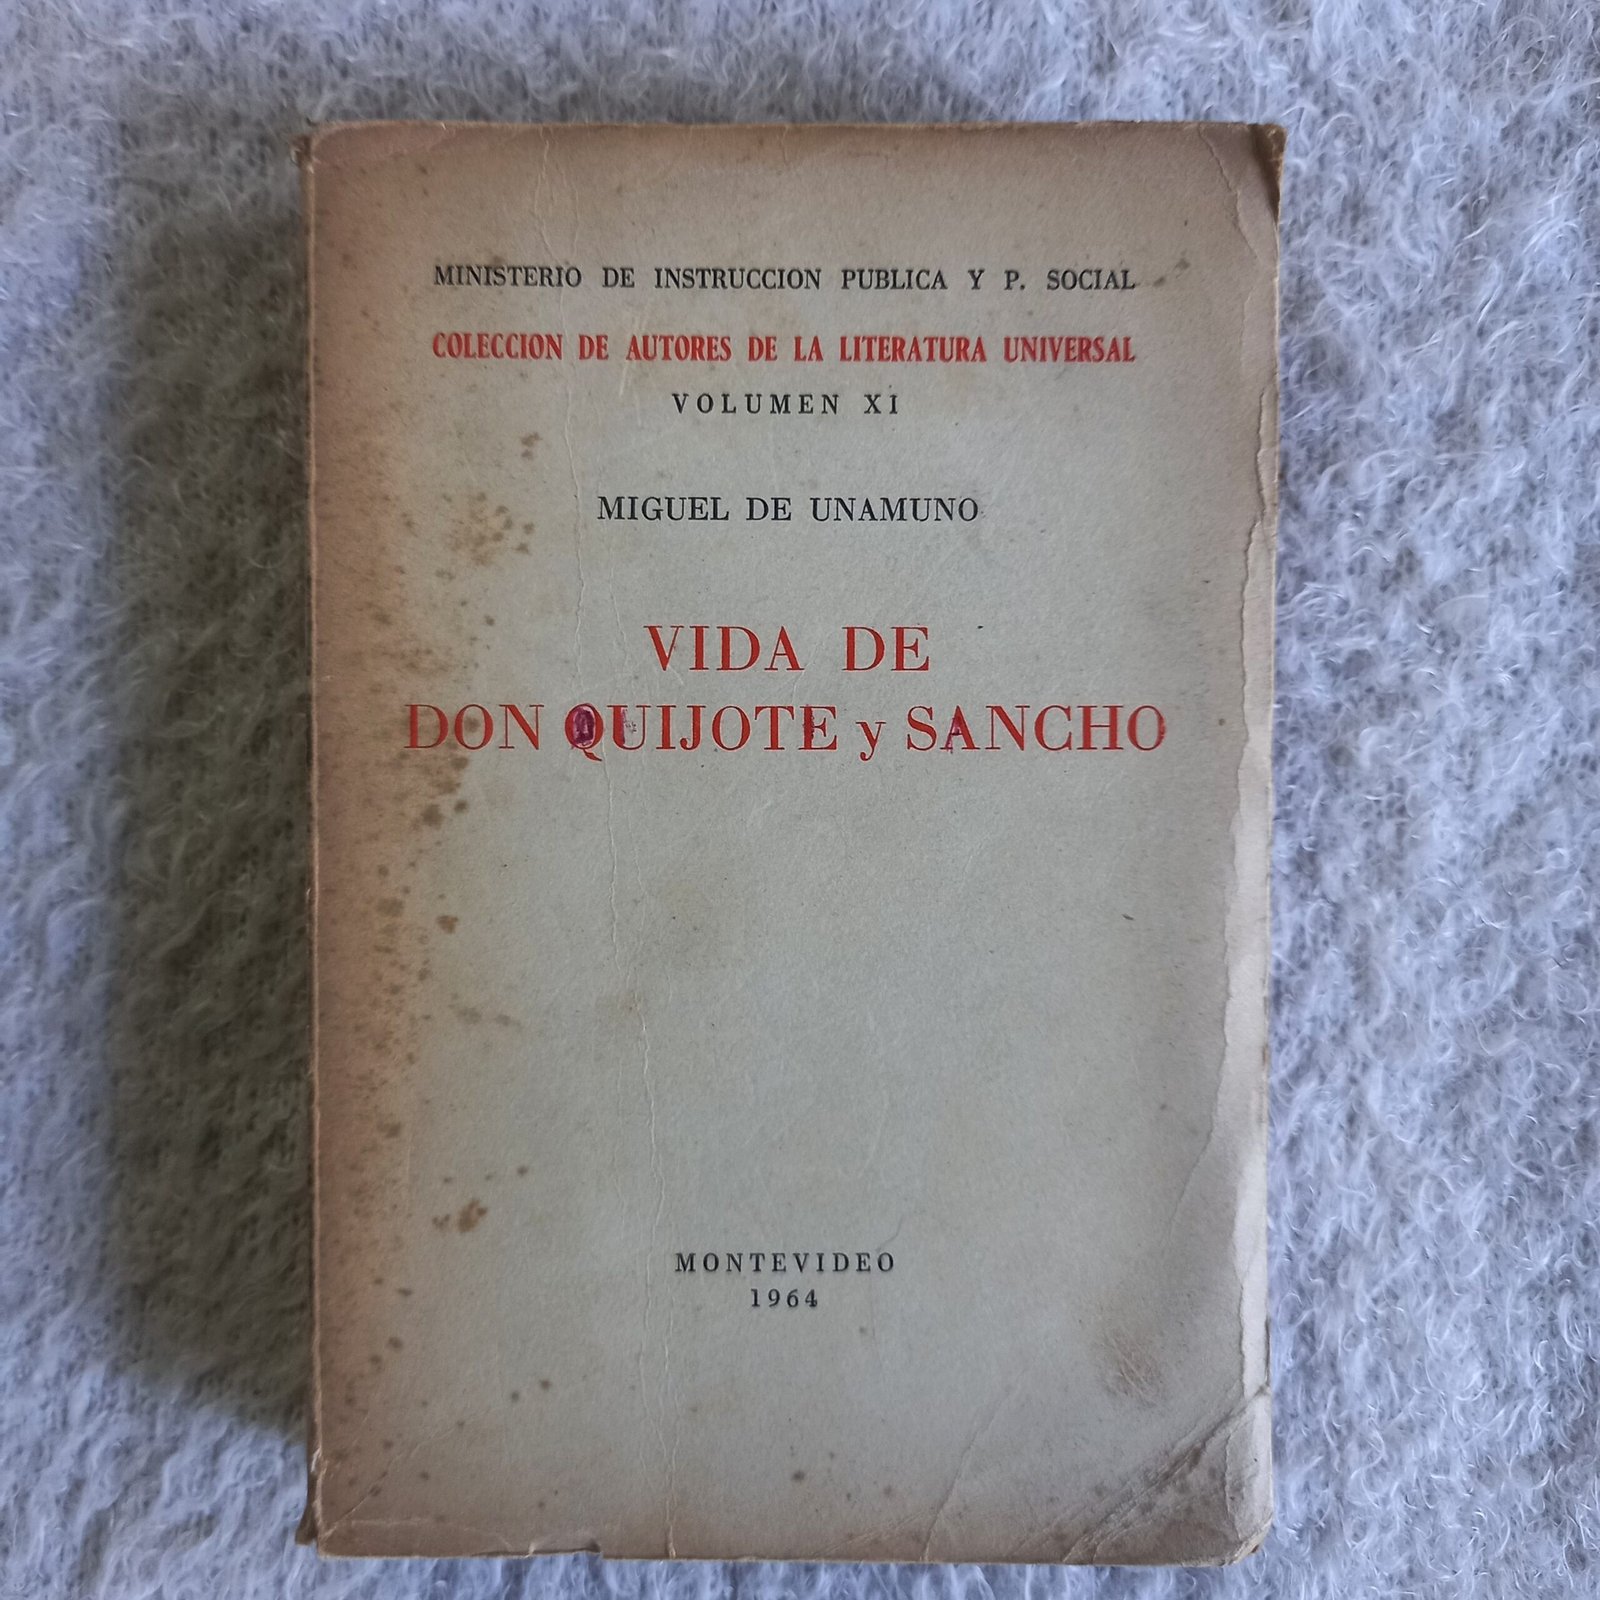 MINISTERIO DE INSTRUCCION PUBLICA Y P. SOCIAL
COLECCION DE AUTORES DE LA LITERATURA UNIVERSAL
VOLUMEN XI
MIGUEL DE UNAMUNO
VIDA DE
DON QUIJOTE y SANCHO
MONTEVIDEO
1964